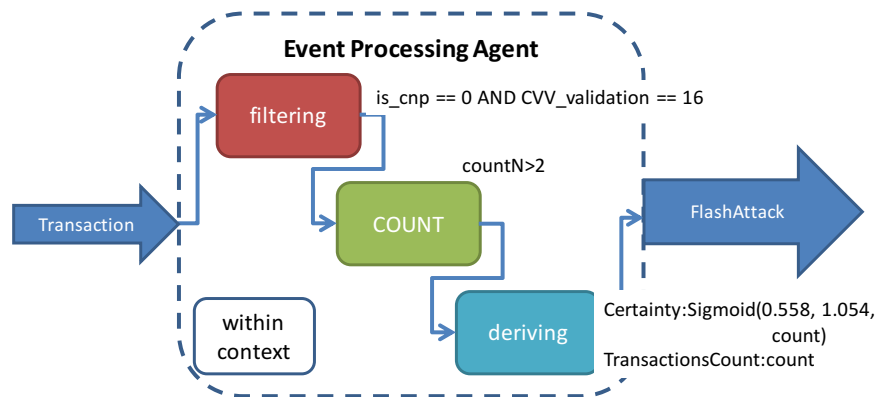 Event Processing Agent
filtering
is_cnp == 0 AND CVV_validation == 16
countN>2
Transaction
COUNT
FlashAttack
within
context
deriving
Certainty:Sigmoid(0.558, 1.054,
count)
TransactionsCount:count